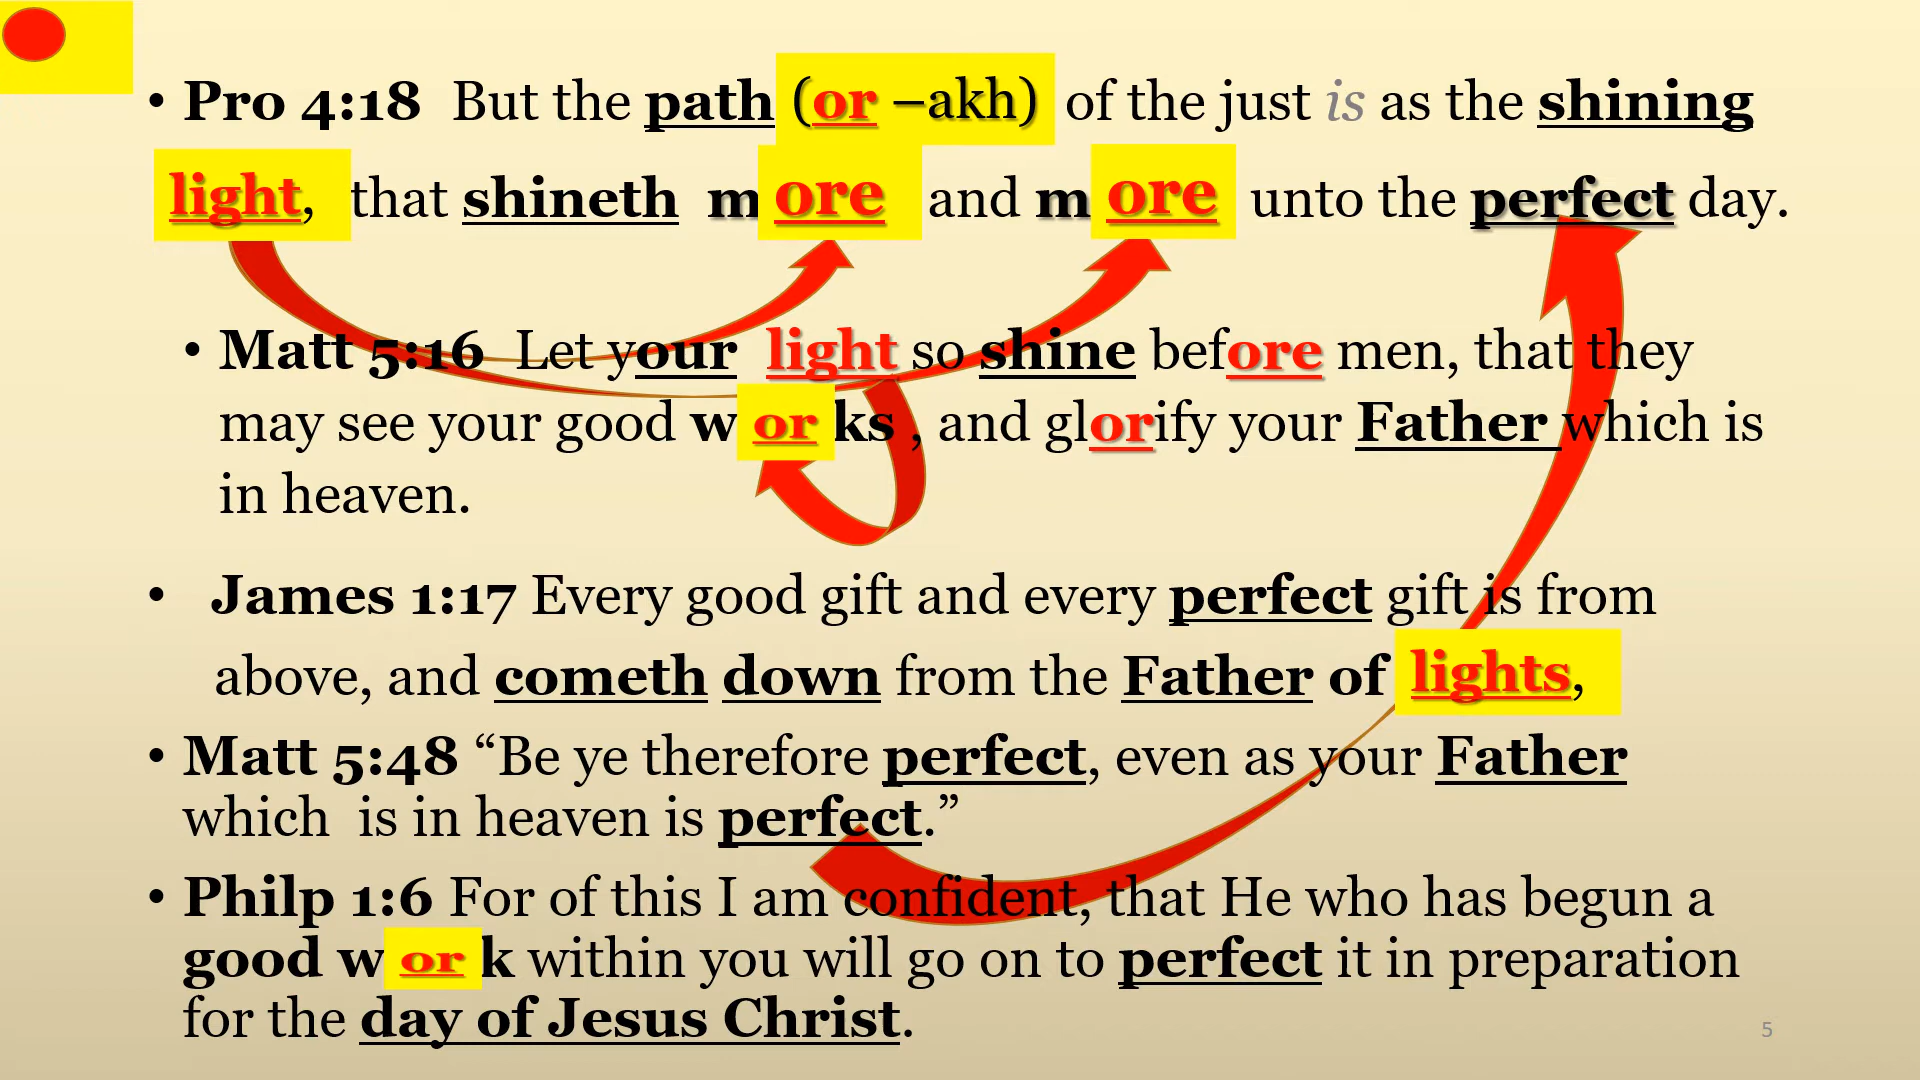 • Pro 4:18 But the path (or –akh) of the just is as the shining
light, that shineth more and more unto the perfect day.
• Matt 5:16 Let your light so shine before men, that they
may see your good works , and glorify your Father which is
in heaven.
• James 1:17 Every good gift and every perfect gift is from
above, and cometh down from the Father of lights,
• Matt 5:48 “Be ye therefore perfect, even as your Father
which is in heaven is perfect.”
• Philp 1:6 For of this I am confident, that He who has begun a
good work within you will go on to perfect it in preparation
for the day of Jesus Christ.
5